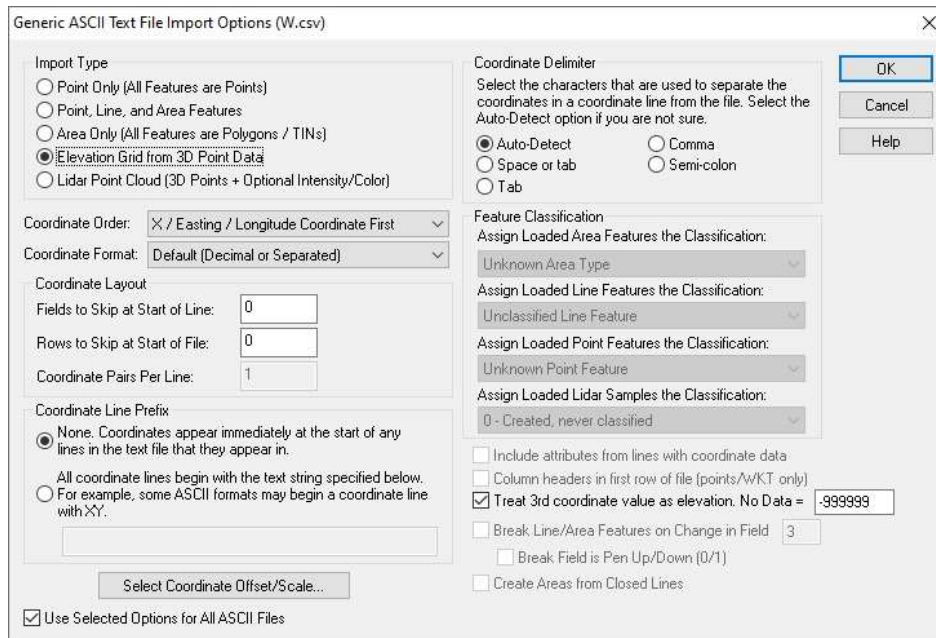 Generic ASCII Text File Import Options (W.csv)
Import Type
Point Only (All Features are Points)
Point, Line, and Area Features
Area Only (All Features are Polygons / TINs)
Elevation Grid from 3D Point Data
Lidar Point Cloud (3D Points + Optional Intensity/Color)
Coordinate Order: X / Easting / Longitude Coordinate First
Coordinate Format: Default (Decimal or Separated)
Coordinate Layout
Fields to Skip at Start of Line: 0
Rows to Skip at Start of File: 0
Coordinate Pairs Per Line: 1
Coordinate Line Prefix
None. Coordinates appear immediately at the start of any
lines in the text file that they appear in.
All coordinate lines begin with the text string specified below.
For example, some ASCII formats may begin a coordinate line
with XY.
Select Coordinate Offset/Scale...
Use Selected Options for All ASCII Files
Coordinate Delimiter
Select the characters that are used to separate the
coordinates in a coordinate line from the file. Select the
Auto-Detect option if you are not sure.
Auto-Detect Comma
Space or tab Semi-colon
Tab
Feature Classification
Assign Loaded Area Features the Classification:
Unknown Area Type
Assign Loaded Line Features the Classification:
Unclassified Line Feature
Assign Loaded Point Features the Classification:
Unknown Point Feature
Assign Loaded Lidar Samples the Classification:
0 - Created, never classified
Include attributes from lines with coordinate data
Column headers in first row of file (points/WKT only)
Treat 3rd coordinate value as elevation. No Data = -999999
Break Line/Area Features on Change in Field 3
Break Field is Pen Up/Down (0/1)
Create Areas from Closed Lines
OK
Cancel
Help